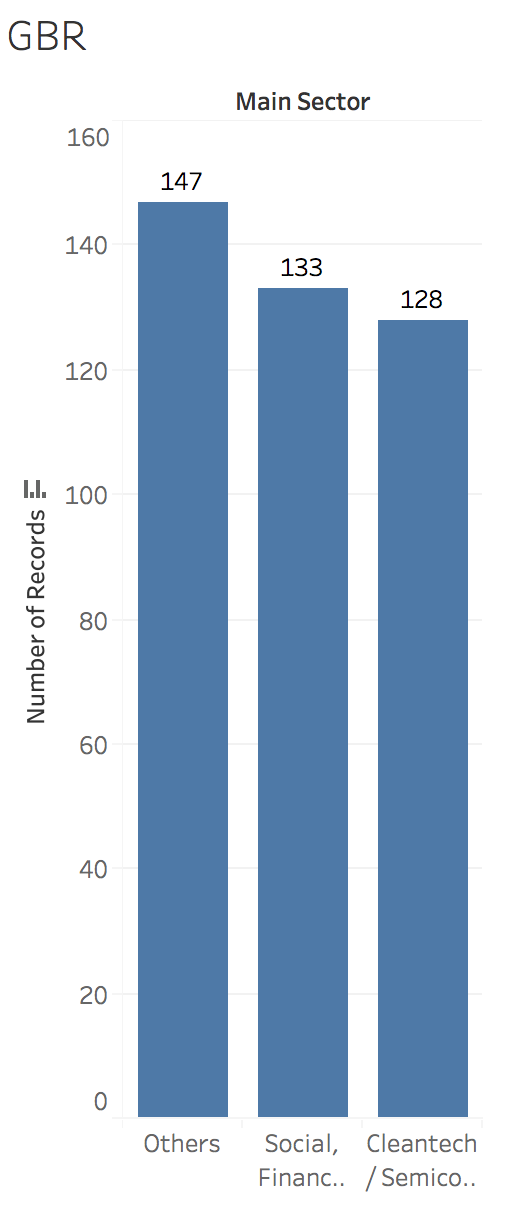 GBR
Main Sector
160
147
140
133
128
120
100
80
60
40
20
0
Number of Records
Others
Social,
Financ..
Cleantech
/ Semico..